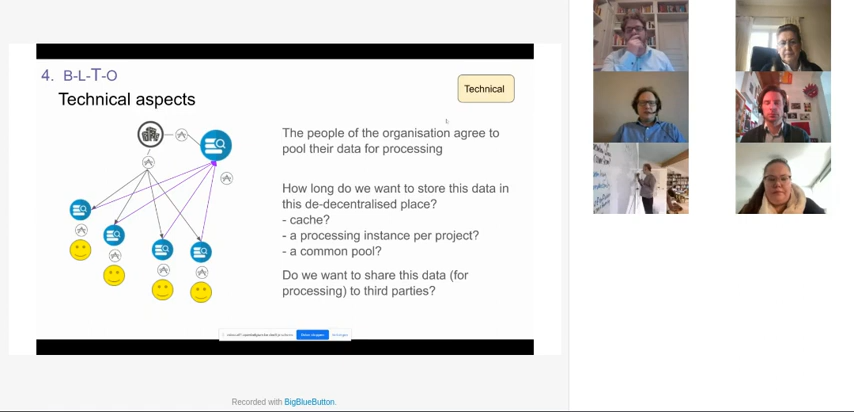 4. B-L-T-O
Technical
Technical aspects
The people of the organisation agree to
pool their data for processing
How long do we want to store this data in
this de-decentralised place?
- cache?
- a processing instance per project?
- a common pool?
Do we want to share this data (for
processing) to third parties?
Recorded with BigBlueButton.